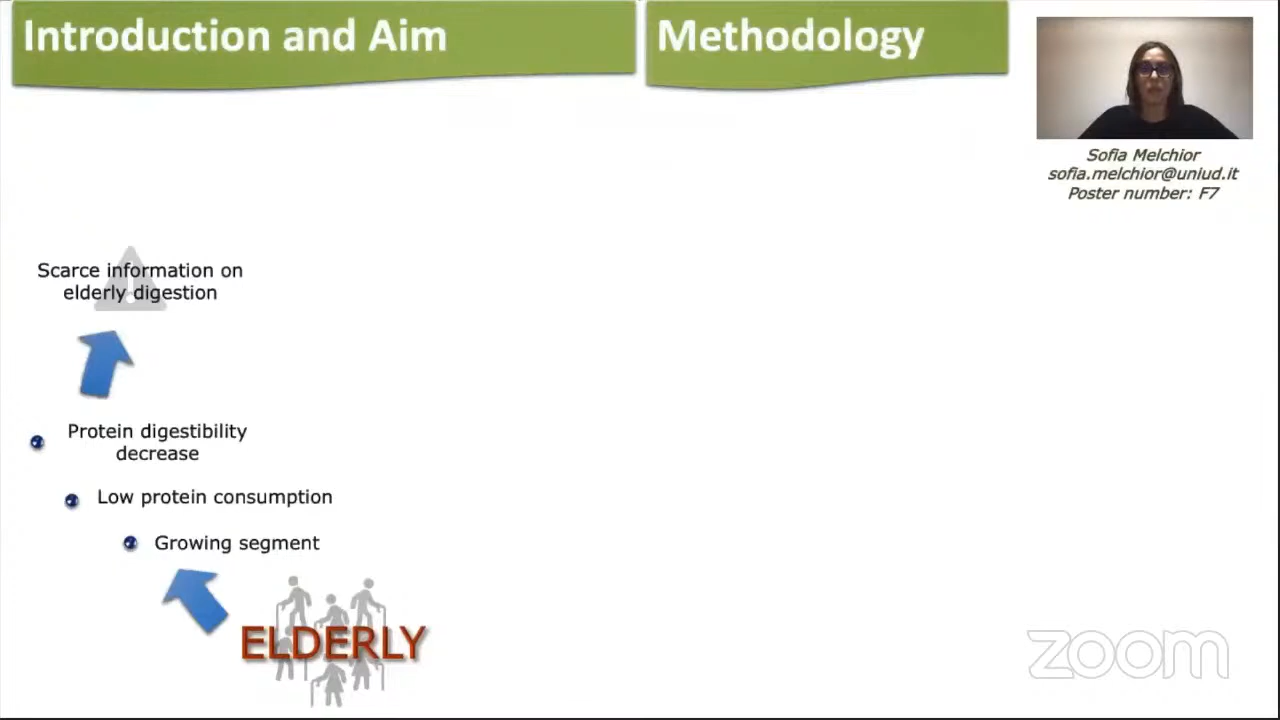 Introduction and Aim
Methodology
Sofia Melchior
sofia.melchior@uniud.it
Poster number: F7
Scarce information on
elderly digestion
Protein digestibility
decrease
Low protein consumption
Growing segment
ELDERLY
zoom